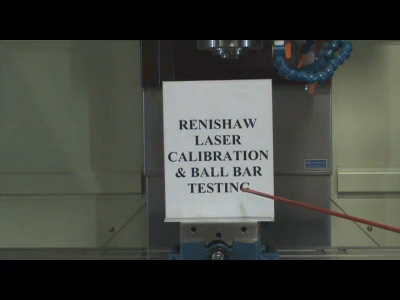 RENISHAW
LASER
CALIBRATION
& BALL BAR
TESTING